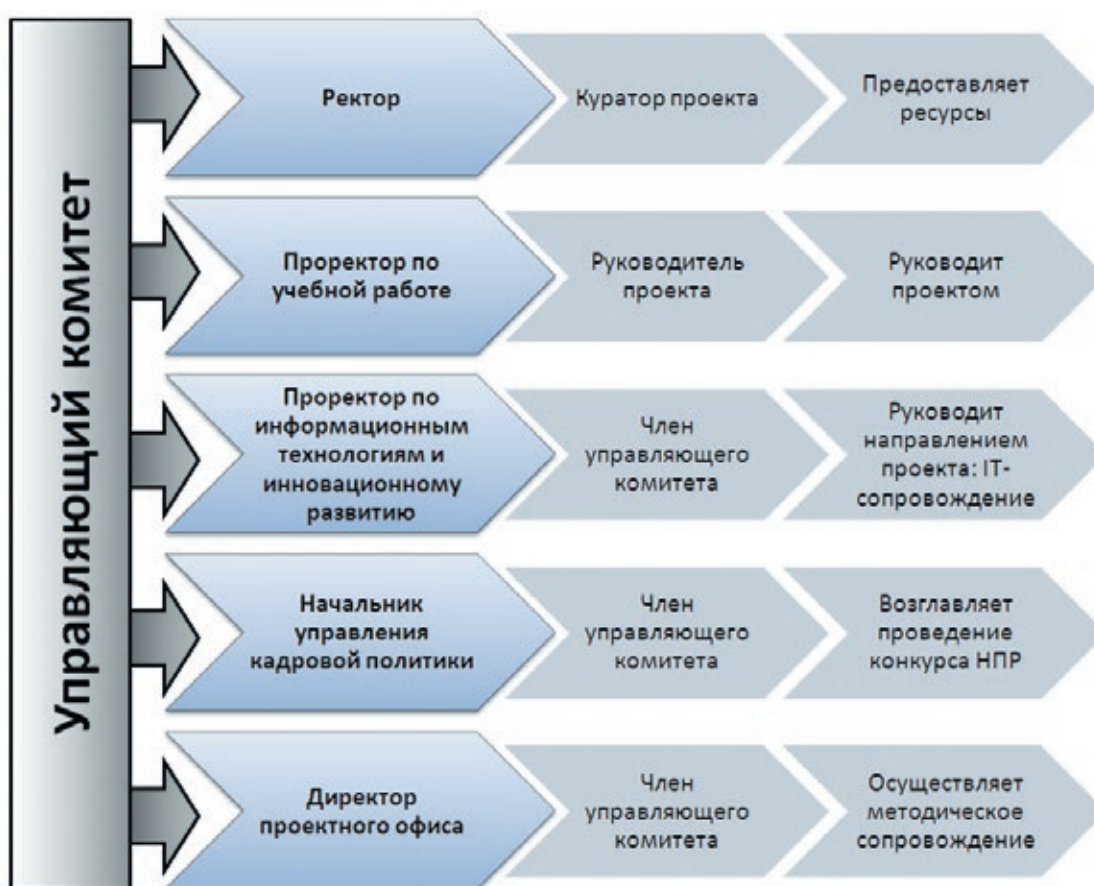 Управляющий комитет
Ректор
Куратор проекта
Предоставляет
ресурсы
Проректор по
учебной работе
Руководитель
проекта
Руководит
проектом
Проректор по
информационным
технологиям и
инновационному
развитию
Член
управляющего
комитета
Руководит
направлением
проекта: IT-
сопровождение
Начальник
управления
кадровой политики
Член
управляющего
комитета
Возглавляет
проведение
конкурса НПР
Директор
проектного офиса
Член
управляющего
комитета
Осуществляет
методическое
сопровождение